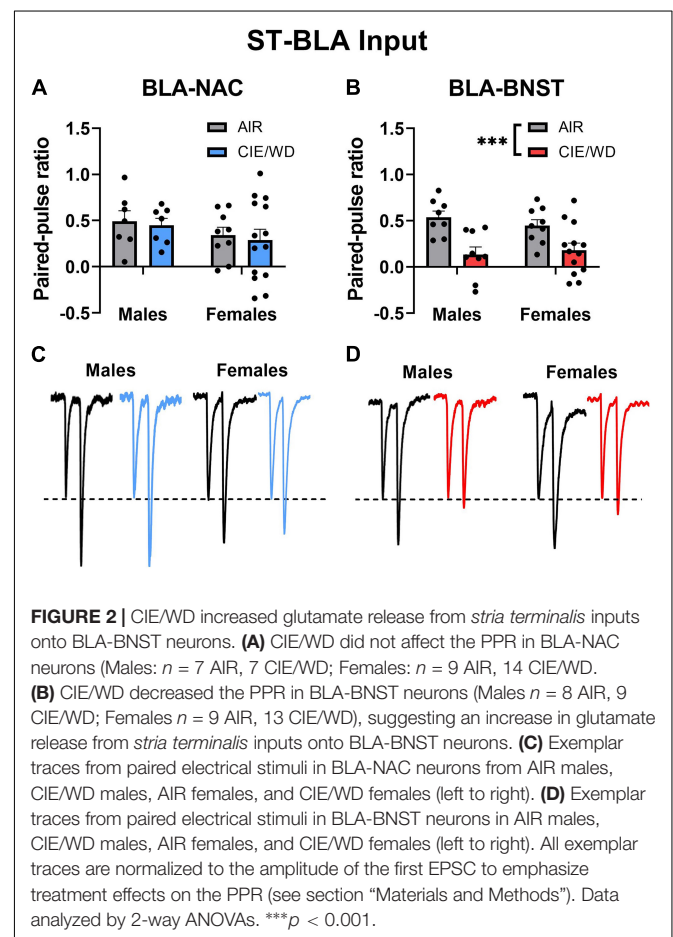 ST-BLA Input
A
BLA-NAC
Paired-pulse ratio
1.5
1.0
0.5
0.0
-0.5
AIR
CIE/WD
Males
Females
B
BLA-BNST
Paired-pulse ratio
1.5
1.0
0.5
0.0
-0.5
***
AIR
CIE/WD
Males
Females
C
Males
Females
D
Males
Females
FIGURE 2 | CIE/WD increased glutamate release from stria terminalis inputs
onto BLA-BNST neurons. (A) CIE/WD did not affect the PPR in BLA-NAC
neurons (Males: n = 7 AIR, 7 CIE/WD; Females: n = 9 AIR, 14 CIE/WD.
(B) CIE/WD decreased the PPR in BLA-BNST neurons (Males n = 8 AIR, 9
CIE/WD; Females n = 9 AIR, 13 CIE/WD), suggesting an increase in glutamate
release from stria terminalis inputs onto BLA-BNST neurons. (C) Exemplar
traces from paired electrical stimuli in BLA-NAC neurons from AIR males,
CIE/WD males, AIR females, and CIE/WD females (left to right). (D) Exemplar
traces from paired electrical stimuli in BLA-BNST neurons in AIR males,
CIE/WD males, AIR females, and CIE/WD females (left to right). All exemplar
traces are normalized to the amplitude of the first EPSC to emphasize
treatment effects on the PPR (see section “Materials and Methods”). Data
analyzed by 2-way ANOVAs. ***p < 0.001.